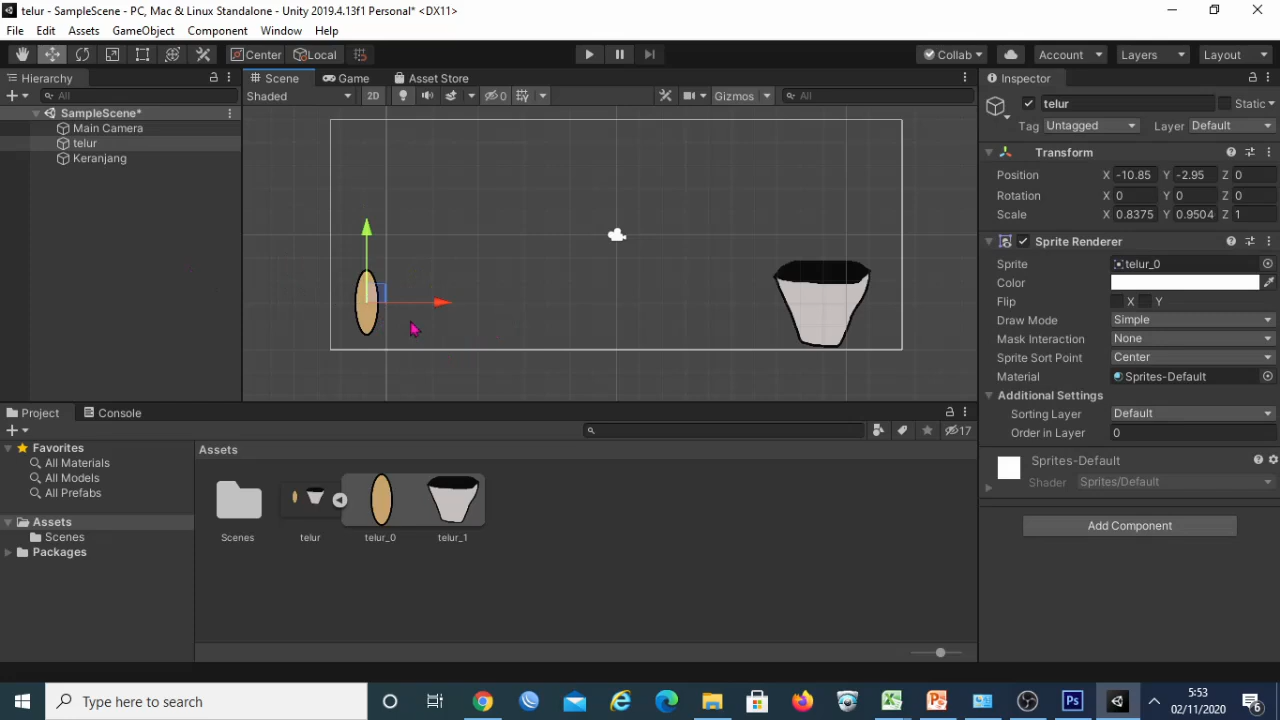 telur - SampleScene - PC, Mac & Linux Standalone - Unity 2019.4.13f1 Personal* <DX11>
File Edit Assets GameObject Component Window Help
Center Local Collab Account Layers Layout
Hierarchy Scene Game Asset Store Inspector
All Shaded 2D 0 Gizmos All telur Static
SampleScene* Tag Untagged Layer Default
Main Camera
telur
Keranjang
Transform
Position X -10.85 Y -2.95 Z 0
Rotation X 0 Y 0 Z 0
Scale X 0.8375 Y 0.9504 Z 1
Sprite Renderer
Sprite telur_0
Color
Flip X Y
Draw Mode Simple
Mask Interaction None
Sprite Sort Point Center
Material Sprites-Default
Additional Settings
Sorting Layer Default
Order in Layer 0
Sprites-Default
Shader Sprites/Default
Add Component
Project Console
17
Favorites
All Materials
All Models
All Prefabs
Assets
Scenes
Packages
Assets
Scenes telur telur_0 telur_1
Type here to search
5:53
02/11/2020
6